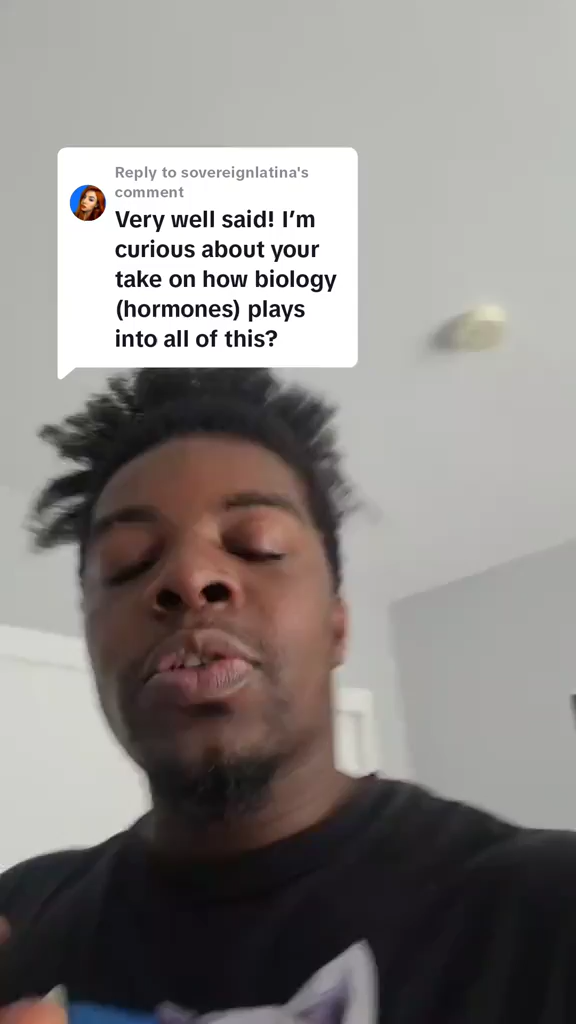 Reply to sovereignlatina's
comment
Very well said! I’m
curious about your
take on how biology
(hormones) plays
into all of this?